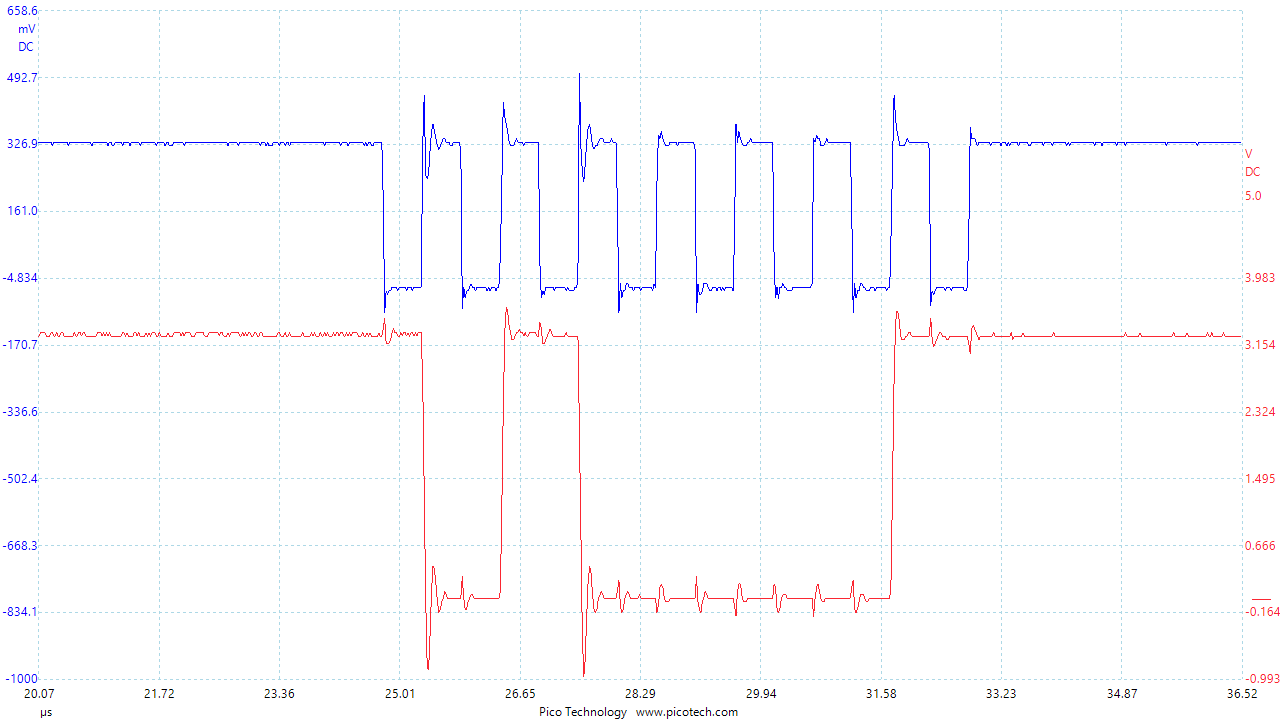 658.6
mV
DC
492.7
326.9
161.0
-4.834
-170.7
-336.6
-502.4
-668.3
-834.1
-1000
V
DC
5.0
3.983
3.154
2.324
1.495
0.666
-0.164
-0.993
20.07 21.72 23.36 25.01 26.65 28.29 29.94 31.58 33.23 34.87 36.52
µs
Pico Technology www.picotech.com